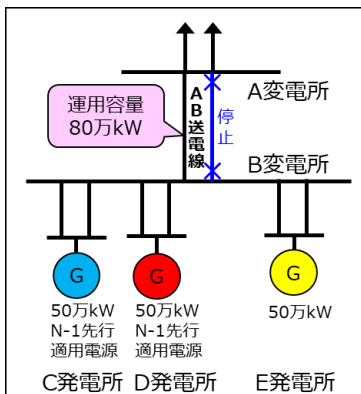 A変電所
運用容量
80万kW
AB送電線
停止
B変電所
G
G
G
50万kW
N-1先行
適用電源
50万kW
N-1先行
適用電源
50万kW
C発電所
D発電所
E発電所